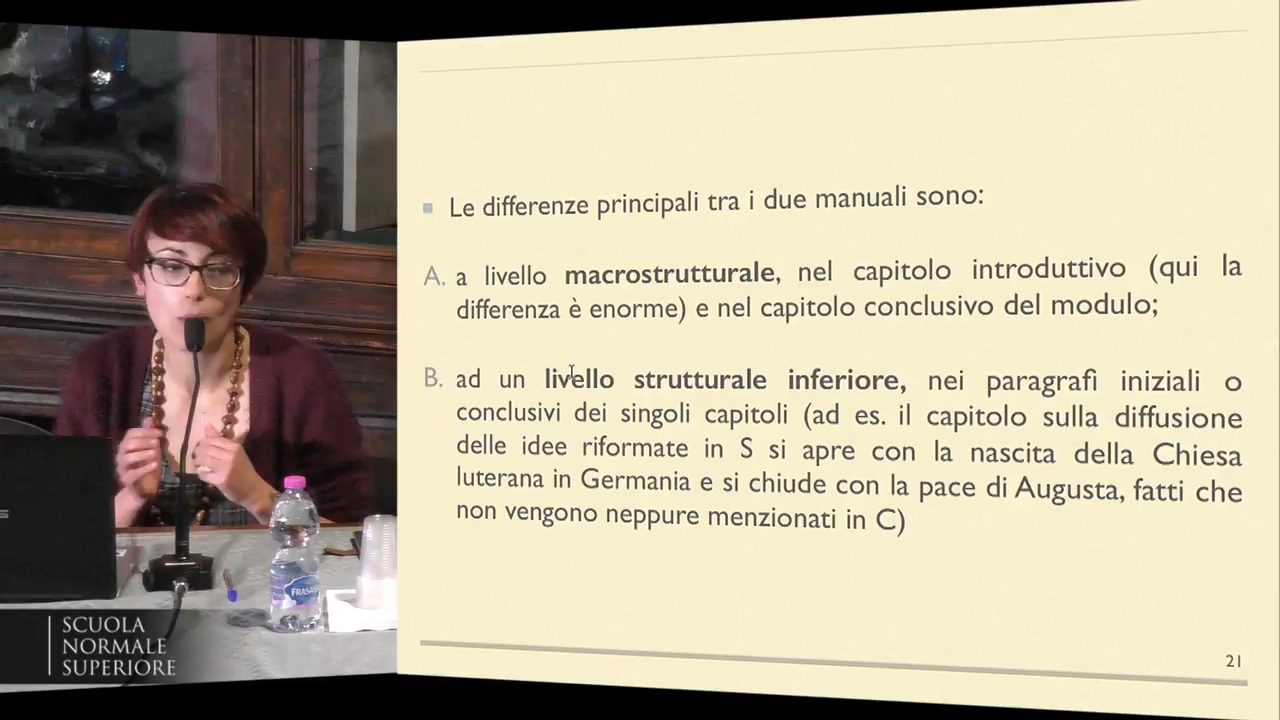 Le differenze principali tra i due manuali sono:
A. a livello macrostrutturale, nel capitolo introduttivo (qui la
differenza è enorme) e nel capitolo conclusivo del modulo;
B. ad un livello strutturale inferiore, nei paragrafi iniziali o
conclusivi dei singoli capitoli (ad es. il capitolo sulla diffusione
delle idee riformate in S si apre con la nascita della Chiesa
luterana in Germania e si chiude con la pace di Augusta, fatti che
non vengono neppure menzionati in C)
21
FRASASSI
SCUOLA
NORMALE
SUPERIORE